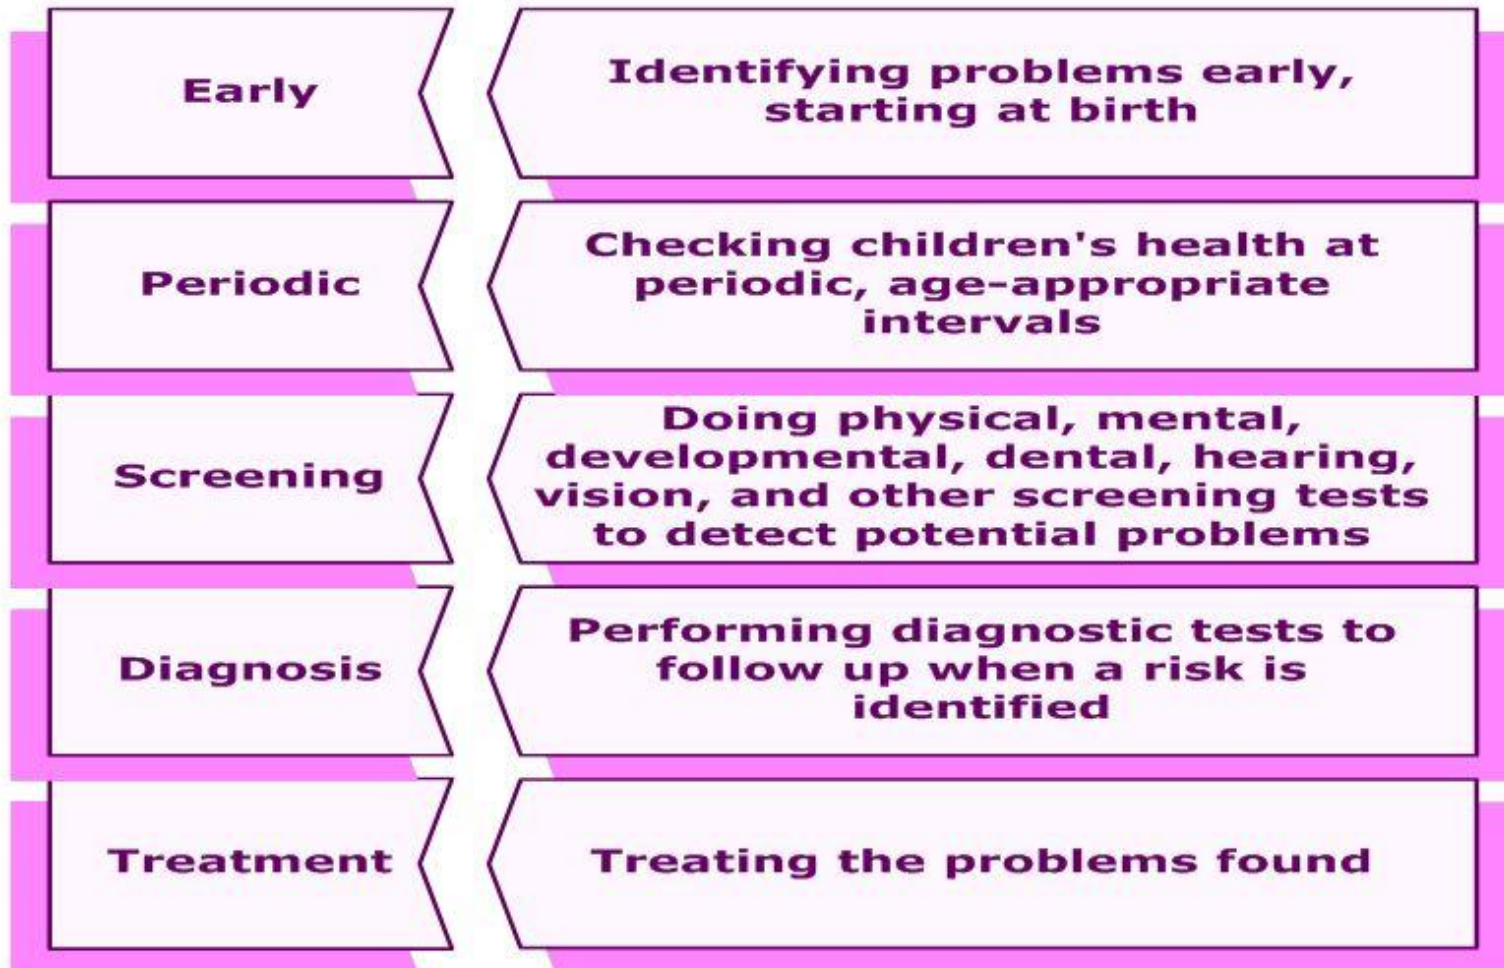 Early
Identifying problems early,
starting at birth
Periodic
Checking children's health at
periodic, age-appropriate
intervals
Screening
Doing physical, mental,
developmental, dental, hearing,
vision, and other screening tests
to detect potential problems
Diagnosis
Performing diagnostic tests to
follow up when a risk is
identified
Treatment
Treating the problems found